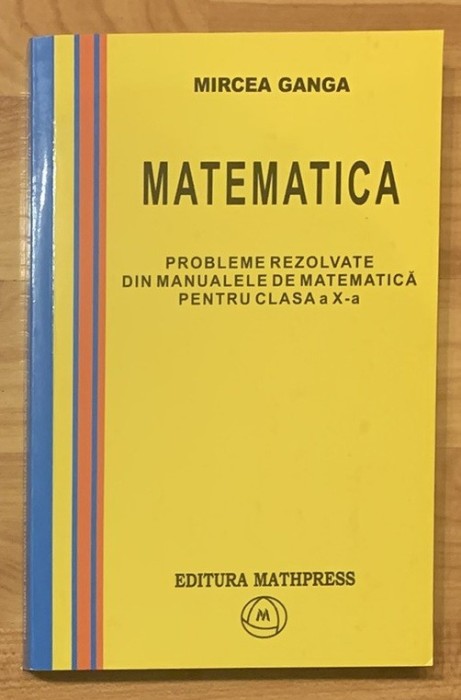 MIRCEA GANGA
MATEMATICA
PROBLEME REZOLVATE
DIN MANUALELE DE MATEMATICĂ
PENTRU CLASA a X-a
EDITURA MATHPRESS
M